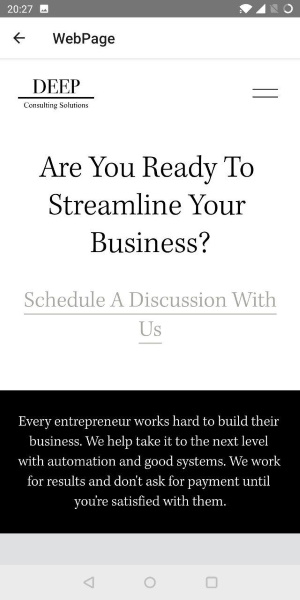 20:27
WebPage
DEEP
Consulting Solutions
Are You Ready To
Streamline Your
Business?
Schedule A Discussion With
Us
Every entrepreneur works hard to build their
business. We help take it to the next level
with automation and good systems. We work
for results and don't ask for payment until
you're satisfied with them.